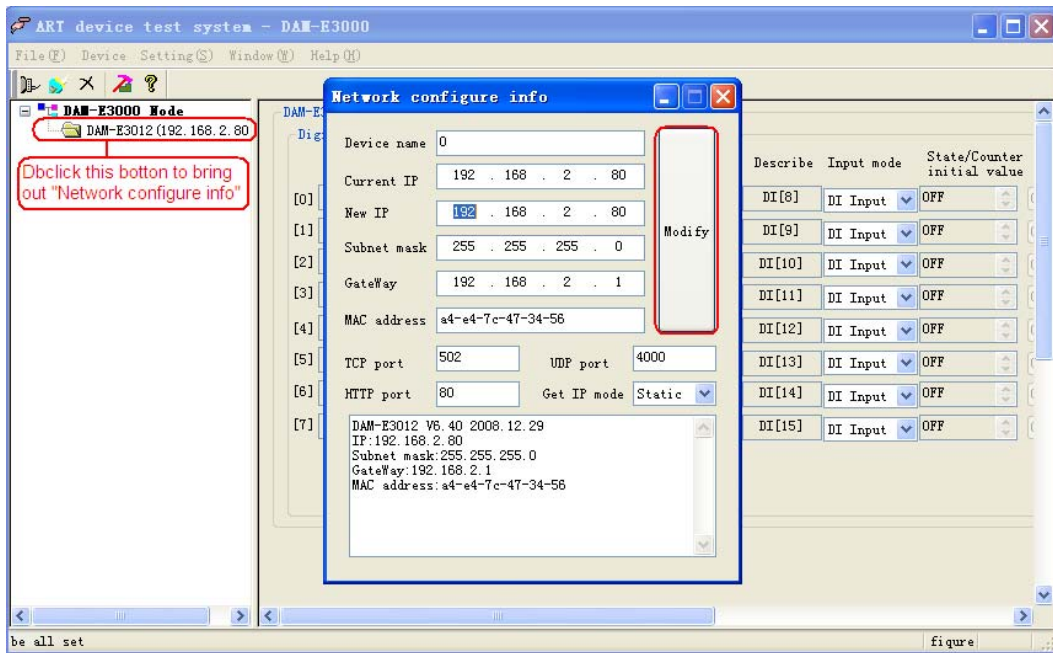 ART device test system - DAM-E3000
File(F) Device Setting(S) Window(W) Help(H)
DAM-E3000 Node
DAM-E3012 (192.168.2.80
Dbclick this botton to bring
out "Network configure info"
Network configure info
Device name 0
Current IP 192 . 168 . 2 . 80
New IP 192 . 168 . 2 . 80
Subnet mask 255 . 255 . 255 . 0
GateWay 192 . 168 . 2 . 1
MAC address a4-e4-7c-47-34-56
Modify
TCP port 502 UDP port 4000
HTTP port 80 Get IP mode Static
DAM-E3012 V6.40 2008.12.29
IP:192.168.2.80
Subnet mask:255.255.255.0
GateWay:192.168.2.1
MAC address:a4-e4-7c-47-34-56
DAM-E3
Dig
[0]
[1]
[2]
[3]
[4]
[5]
[6]
[7]
Describe Input mode State/Counter
initial value
DI[8] DI Input OFF
DI[9] DI Input OFF
DI[10] DI Input OFF
DI[11] DI Input OFF
DI[12] DI Input OFF
DI[13] DI Input OFF
DI[14] DI Input OFF
DI[15] DI Input OFF
be all set
figure